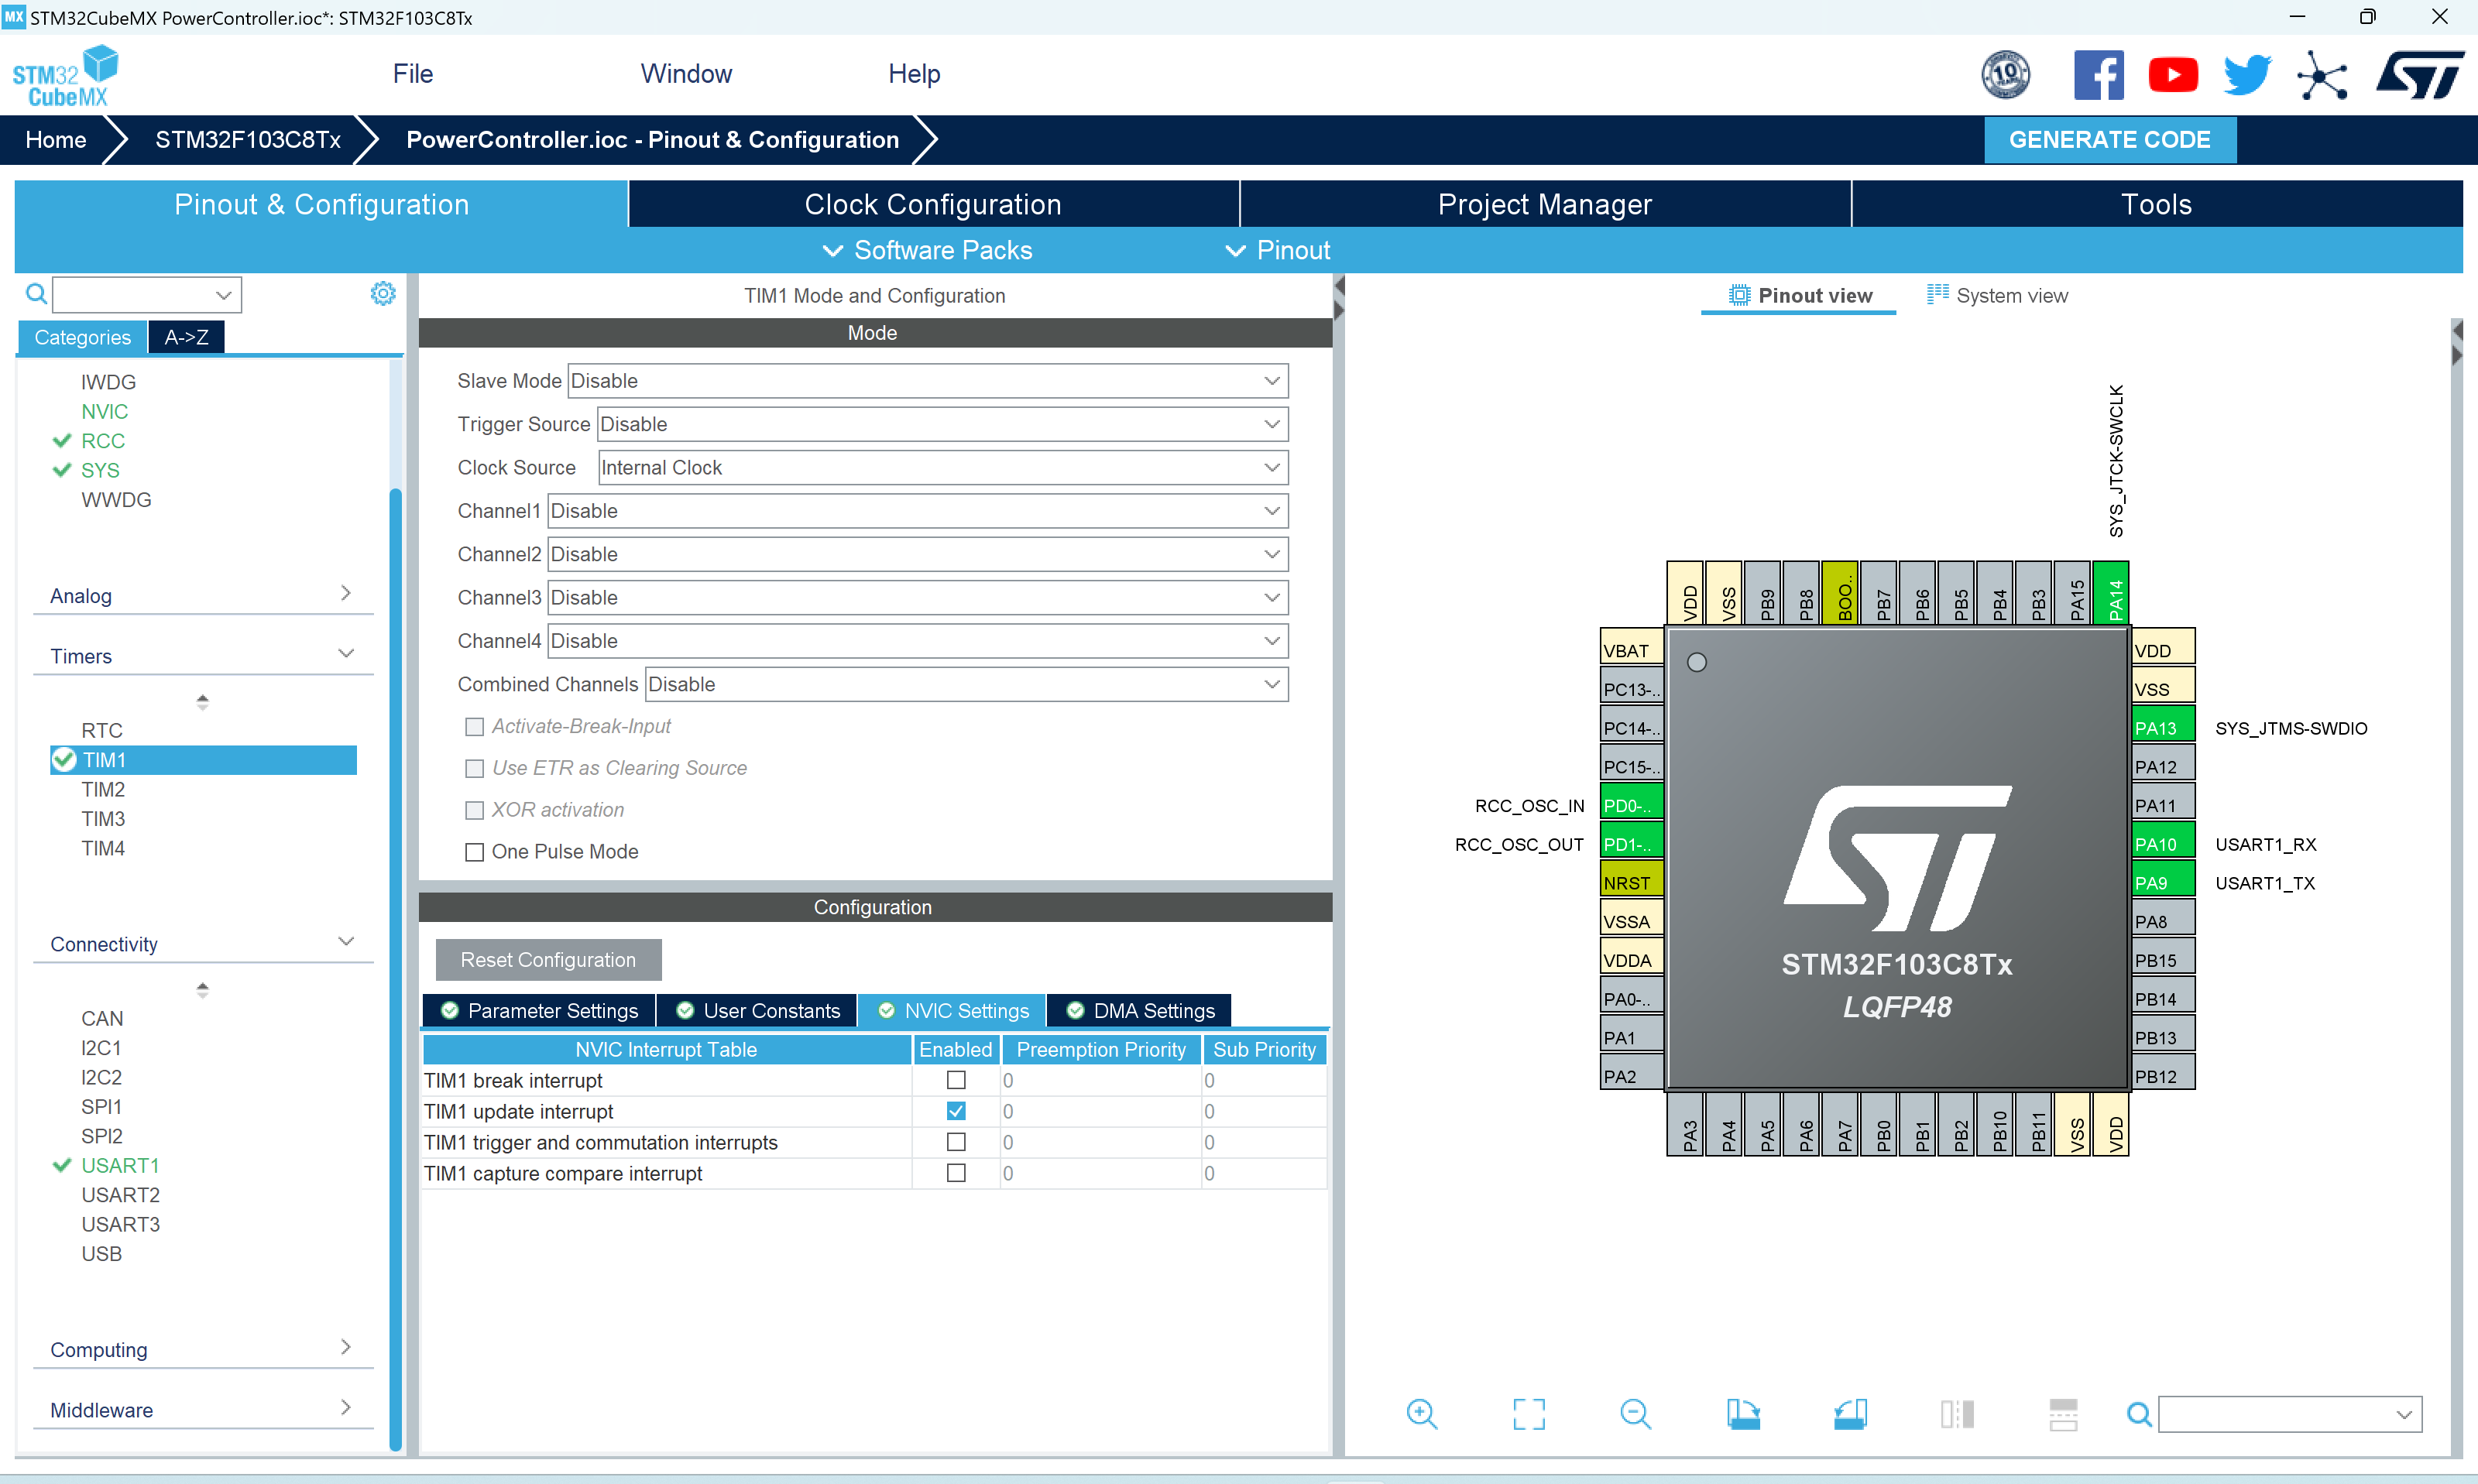 MX STM32CubeMX PowerController.ioc*: STM32F103C8Tx
STM32
CubeMX
File
Window
Help
10
ST
Home
STM32F103C8Tx
PowerController.ioc - Pinout & Configuration
GENERATE CODE
Pinout & Configuration
Clock Configuration
Project Manager
Tools
Software Packs
Pinout
Categories
A->Z
IWDG
NVIC
RCC
SYS
WWDG
Analog
Timers
RTC
TIM1
TIM2
TIM3
TIM4
Connectivity
CAN
I2C1
I2C2
SPI1
SPI2
USART1
USART2
USART3
USB
Computing
Middleware
TIM1 Mode and Configuration
Mode
Slave Mode Disable
Trigger Source Disable
Clock Source Internal Clock
Channel1 Disable
Channel2 Disable
Channel3 Disable
Channel4 Disable
Combined Channels Disable
Activate-Break-Input
Use ETR as Clearing Source
XOR activation
One Pulse Mode
Configuration
Reset Configuration
Parameter Settings
User Constants
NVIC Settings
DMA Settings
NVIC Interrupt Table Enabled Preemption Priority Sub Priority
TIM1 break interrupt 0 0
TIM1 update interrupt 0 0
TIM1 trigger and commutation interrupts 0 0
TIM1 capture compare interrupt 0 0
Pinout view
System view
SYS_JTCK-SWCLK
VDD VSS PB9 PB8 BOO.. PB7 PB6 PB5 PB4 PB3 PA15 PA14
VBAT
PC13-..
PC14-..
PC15-..
RCC_OSC_IN PD0-..
RCC_OSC_OUT PD1-..
NRST
VSSA
VDDA
PA0-..
PA1
PA2
ST
STM32F103C8Tx
LQFP48
VDD
VSS
PA13 SYS_JTMS-SWDIO
PA12
PA11
PA10 USART1_RX
PA9 USART1_TX
PA8
PB15
PB14
PB13
PB12
PA3 PA4 PA5 PA6 PA7 PB0 PB1 PB2 PB10 PB11 VSS VDD